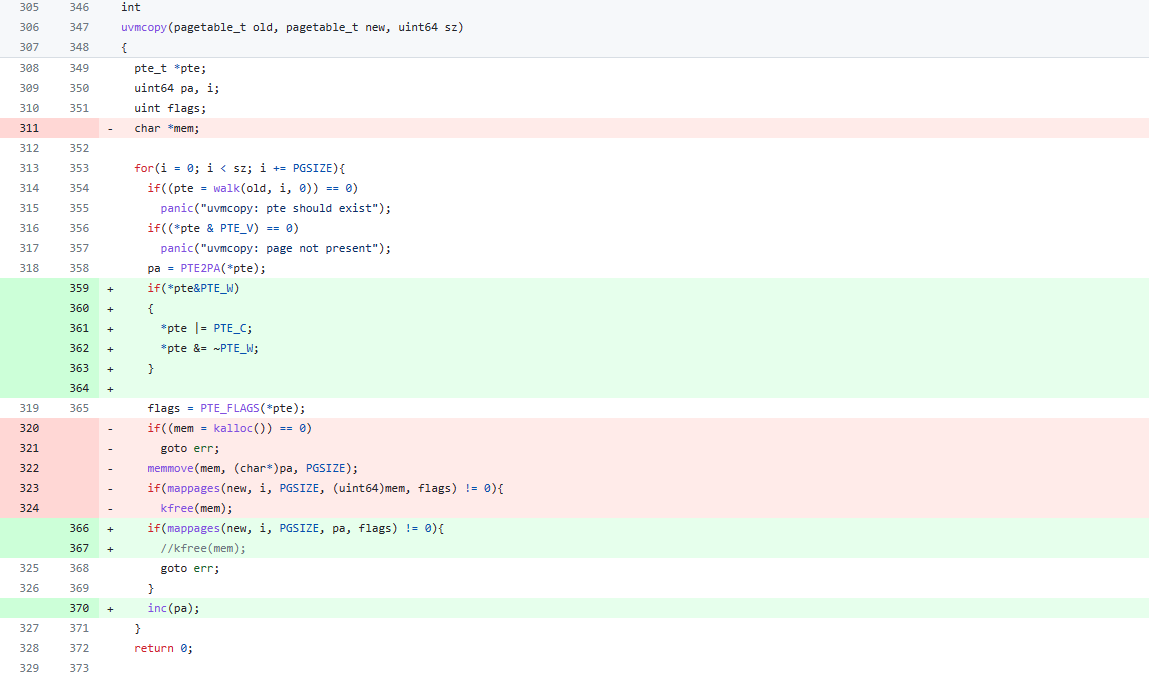 305 346 int
306 347 uvmcopy(pagetable_t old, pagetable_t new, uint64 sz)
307 348 {
308 349 pte_t *pte;
309 350 uint64 pa, i;
310 351 uint flags;
311 - char *mem;
312 352
313 353 for(i = 0; i < sz; i += PGSIZE){
314 354 if((pte = walk(old, i, 0)) == 0)
315 355 panic("uvmcopy: pte should exist");
316 356 if((*pte & PTE_V) == 0)
317 357 panic("uvmcopy: page not present");
318 358 pa = PTE2PA(*pte);
359 + if(*pte&PTE_W)
360 + {
361 + *pte |= PTE_C;
362 + *pte &= ~PTE_W;
363 + }
364 +
319 365 flags = PTE_FLAGS(*pte);
320 - if((mem = kalloc()) == 0)
321 - goto err;
322 - memmove(mem, (char*)pa, PGSIZE);
323 - if(mappages(new, i, PGSIZE, (uint64)mem, flags) != 0){
324 - kfree(mem);
366 + if(mappages(new, i, PGSIZE, pa, flags) != 0){
367 + //kfree(mem);
325 368 goto err;
326 369 }
370 + inc(pa);
327 371 }
328 372 return 0;
329 373